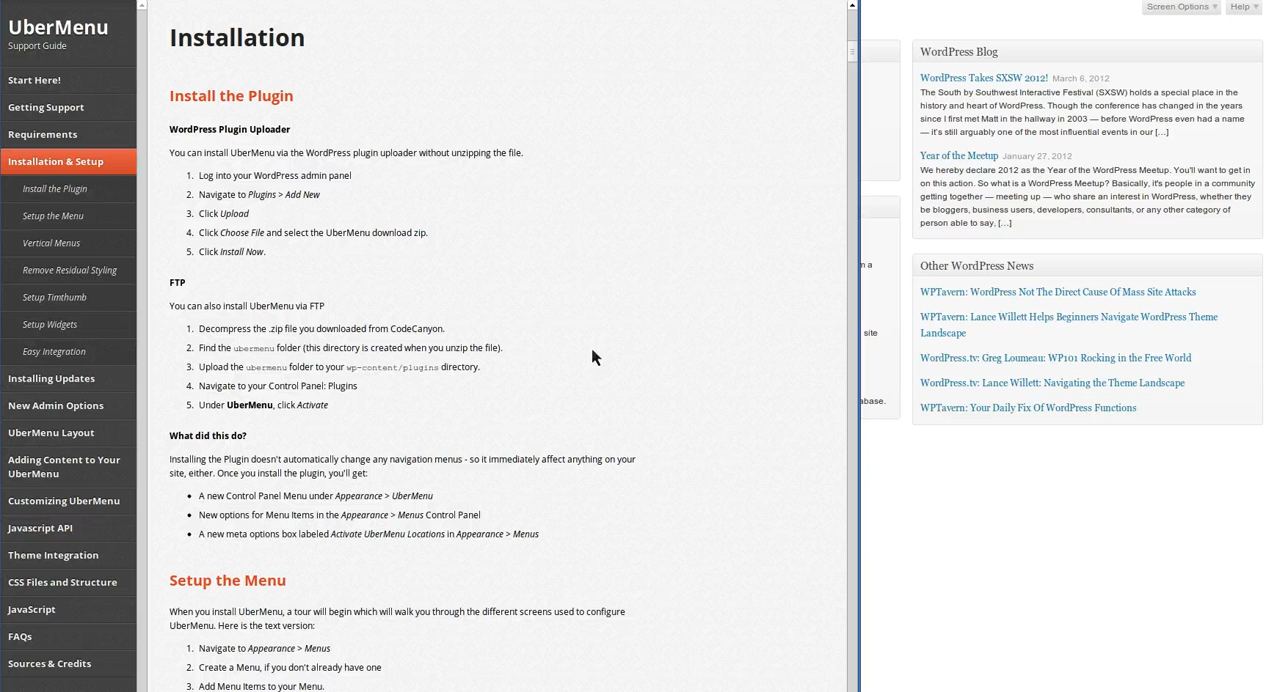 UberMenu
Support Guide
Start Here!
Getting Support
Requirements
Installation & Setup
Install the Plugin
Setup the Menu
Vertical Menus
Remove Residual Styling
Setup Timthumb
Setup Widgets
Easy Integration
Installing Updates
New Admin Options
UberMenu Layout
Adding Content to Your
UberMenu
Customizing UberMenu
Javascript API
Theme Integration
CSS Files and Structure
JavaScript
FAQs
Sources & Credits
Installation
Install the Plugin
WordPress Plugin Uploader
You can install UberMenu via the WordPress plugin uploader without unzipping the file.
1. Log into your WordPress admin panel
2. Navigate to Plugins > Add New
3. Click Upload
4. Click Choose File and select the UberMenu download zip.
5. Click Install Now.
FTP
You can also install UberMenu via FTP
1. Decompress the .zip file you downloaded from CodeCanyon.
2. Find the ubermenu folder (this directory is created when you unzip the file).
3. Upload the ubermenu folder to your wp-content/plugins directory.
4. Navigate to your Control Panel: Plugins
5. Under UberMenu, click Activate
What did this do?
Installing the Plugin doesn't automatically change any navigation menus - so it immediately affect anything on your
site, either. Once you install the plugin, you'll get:
• A new Control Panel Menu under Appearance > UberMenu
• New options for Menu Items in the Appearance > Menus Control Panel
• A new meta options box labeled Activate UberMenu Locations in Appearance > Menus
Setup the Menu
When you install UberMenu, a tour will begin which will walk you through the different screens used to configure
UberMenu. Here is the text version:
1. Navigate to Appearance > Menus
2. Create a Menu, if you don't already have one
3. Add Menu Items to your Menu.
n a
site
abase.
Screen Options ▼ Help ▼
WordPress Blog
WordPress Takes SXSW 2012! March 6, 2012
The South by Southwest Interactive Festival (SXSW) holds a special place in the
history and heart of WordPress. Though the conference has changed in the years
since I first met Matt in the hallway in 2003 — before WordPress even had a name
— it's still arguably one of the most influential events in our [...]
Year of the Meetup January 27, 2012
We hereby declare 2012 as the Year of the WordPress Meetup. You'll want to get in
on this action. So what is a WordPress Meetup? Basically, it's people in a community
getting together — meeting up — who share an interest in WordPress, whether they
be bloggers, business users, developers, consultants, or any other category of
person able to say, [...]
Other WordPress News
WPTavern: WordPress Not The Direct Cause Of Mass Site Attacks
WPTavern: Lance Willett Helps Beginners Navigate WordPress Theme
Landscape
WordPress.tv: Greg Loumeau: WP101 Rocking in the Free World
WordPress.tv: Lance Willett: Navigating the Theme Landscape
WPTavern: Your Daily Fix Of WordPress Functions